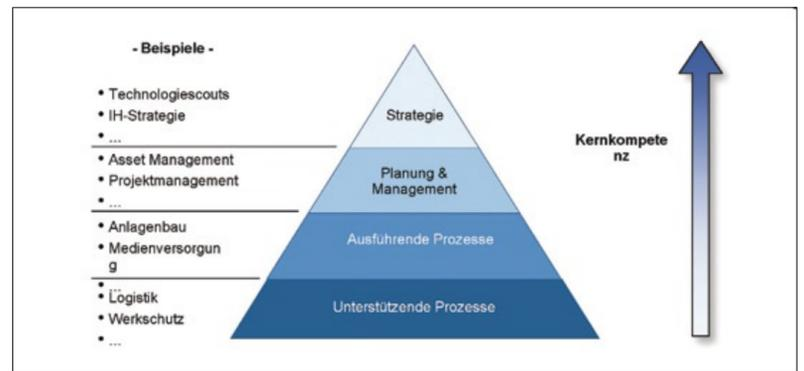 - Beispiele -
• Technologiescouts
• IH-Strategie
• ...
• Asset Management
• Projektmanagement
• ...
• Anlagenbau
• Medienversorgun
g
• ...
• Logistik
• Werkschutz
• ...
Strategie
Planung &
Management
Ausführende Prozesse
Unterstützende Prozesse
Kernkompete
nz